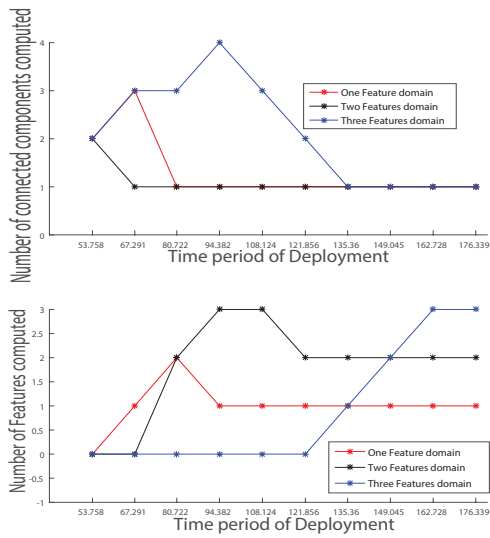 Number of connected components computed
4
3
2
1
0
One Feature domain
Two Features domain
Three Features domain
53.758 67.291 80.722 94.382 108.124 121.856 135.36 149.045 162.728 176.339
Time period of Deployment
Number of Features computed
3
2.5
2
1.5
1
0.5
0
-0.5
-1
One Feature domain
Two Features domain
Three Features domain
53.758 67.291 80.722 94.382 108.124 121.856 135.36 149.045 162.728 176.339
Time period of Deployment